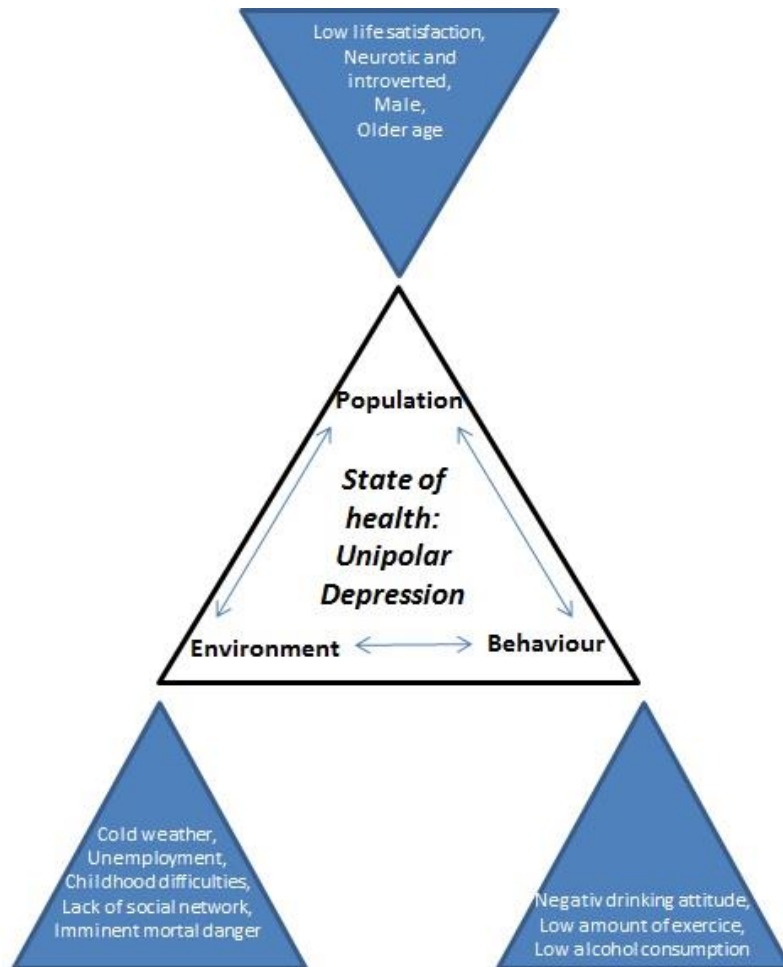 Low life satisfaction,
Neurotic and
introverted,
Male,
Older age
Population
State of
health:
Unipolar
Depression
Environment
Behaviour
Cold weather,
Unemployment,
Childhood difficulties,
Lack of social network,
Imminent mortal danger
Negativ drinking attitude,
Low amount of exercice,
Low alcohol consumption